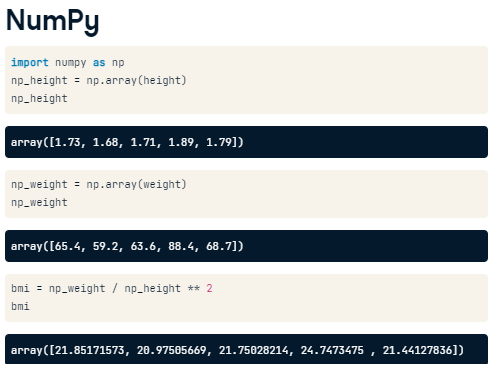 NumPy
import numpy as np
np_height = np.array(height)
np_height
array([1.73, 1.68, 1.71, 1.89, 1.79])
np_weight = np.array(weight)
np_weight
array([65.4, 59.2, 63.6, 88.4, 68.7])
bmi = np_weight / np_height ** 2
bmi
array([21.85171573, 20.97505669, 21.75028214, 24.7473475 , 21.44127836])